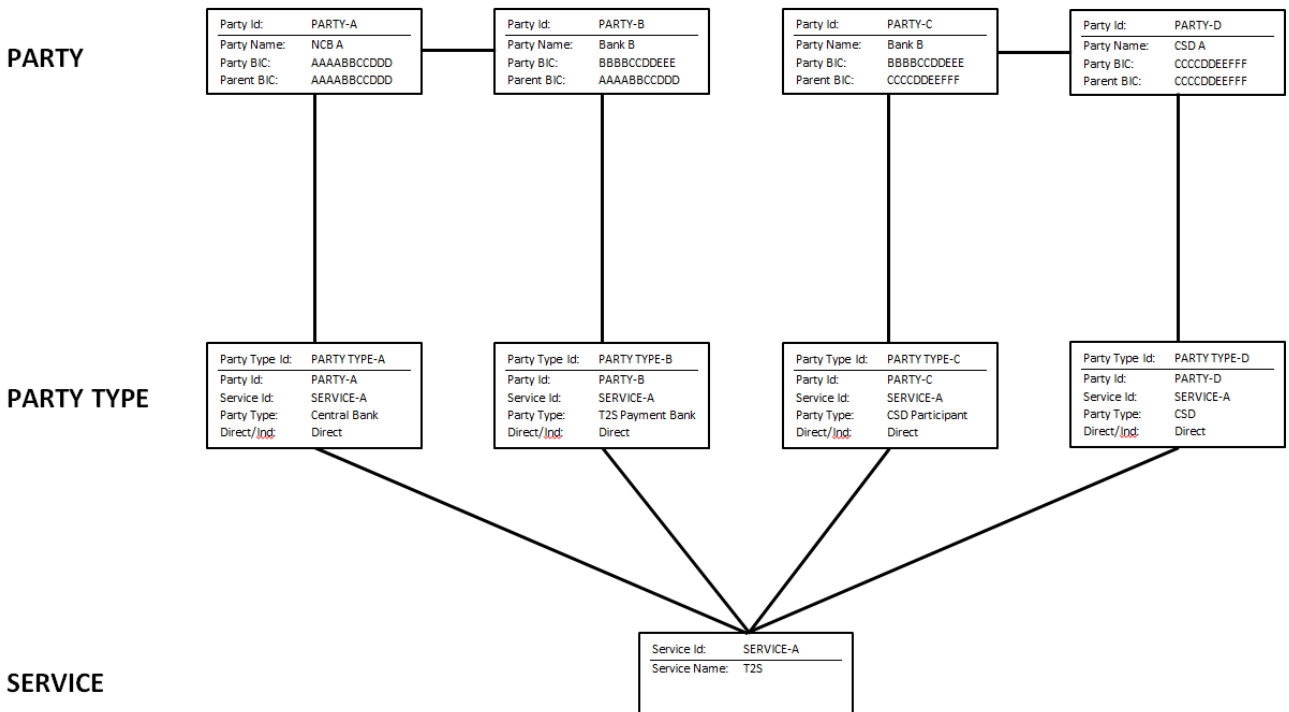 PARTY
Party Id: PARTY-A
Party Name: NCB A
Party BIC: AAAABBCCDDD
Parent BIC: AAAABBCCDDD
Party Id: PARTY-B
Party Name: Bank B
Party BIC: BBBBCCDDEEE
Parent BIC: AAAABBCCDDD
Party Id: PARTY-C
Party Name: Bank B
Party BIC: BBBBCCDDEEE
Parent BIC: CCCCDDEEFFF
Party Id: PARTY-D
Party Name: CSD A
Party BIC: CCCCDDEEFFF
Parent BIC: CCCCDDEEFFF
PARTY TYPE
Party Type Id: PARTY TYPE-A
Party Id: PARTY-A
Service Id: SERVICE-A
Party Type: Central Bank
Direct/Ind: Direct
Party Type Id: PARTY TYPE-B
Party Id: PARTY-B
Service Id: SERVICE-A
Party Type: T2S Payment Bank
Direct/Ind: Direct
Party Type Id: PARTY TYPE-C
Party Id: PARTY-C
Service Id: SERVICE-A
Party Type: CSD Participant
Direct/Ind: Direct
Party Type Id: PARTY TYPE-D
Party Id: PARTY-D
Service Id: SERVICE-A
Party Type: CSD
Direct/Ind: Direct
SERVICE
Service Id: SERVICE-A
Service Name: T2S